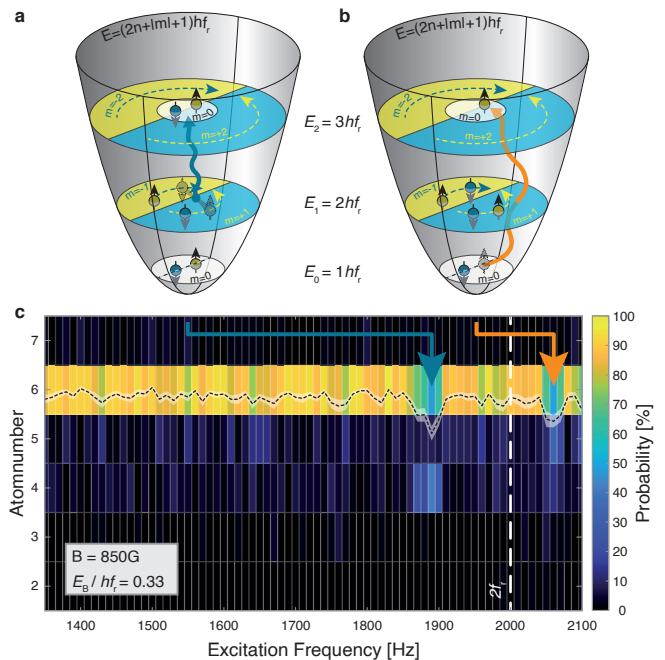 a
E=(2n+|m|+1)hf_r
m=-2
m=0
m=+2
m=-1
m=+1
m=0
b
E=(2n+|m|+1)hf_r
m=-2
m=0
m=+2
m=-1
m=+1
m=0
E_2 = 3hf_r
E_1 = 2hf_r
E_0 = 1hf_r
c
7
6
5
4
3
2
Atomnumber
B = 850G
E_B / hf_r = 0.33
2f_r
1400 1500 1600 1700 1800 1900 2000 2100
Excitation Frequency [Hz]
100
90
80
70
60
50
40
30
20
10
0
Probability [%]